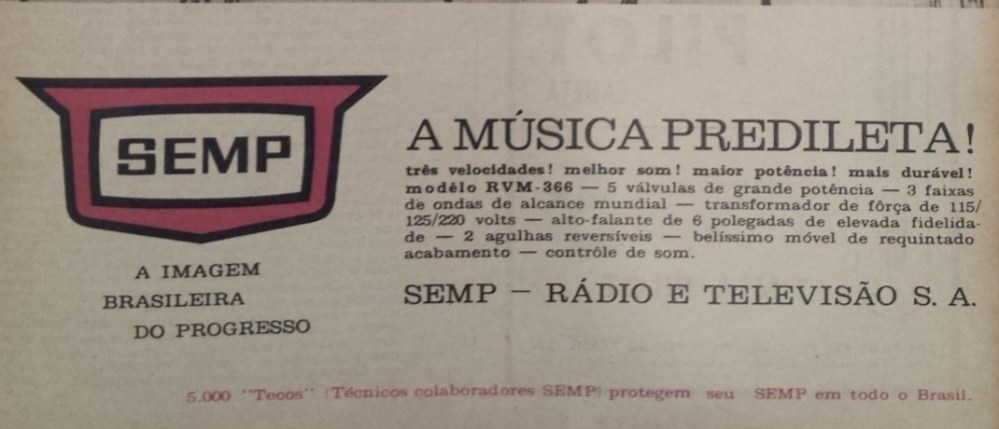 SEMP
A IMAGEM
BRASILEIRA
DO PROGRESSO
A MÚSICA PREDILETA!
três velocidades! melhor som! maior potência! mais durável!
modêlo RVM-366 — 5 válvulas de grande potência — 3 faixas
de ondas de alcance mundial — transformador de fôrça de 115/
125/220 volts — alto-falante de 6 polegadas de elevada fidelida-
de — 2 agulhas reversíveis — belíssimo móvel de requintado
acabamento — contrôle de som.
SEMP — RÁDIO E TELEVISÃO S. A.
5.000 "Tecos" (Técnicos colaboradores SEMP) protegem seu SEMP em todo o Brasil.